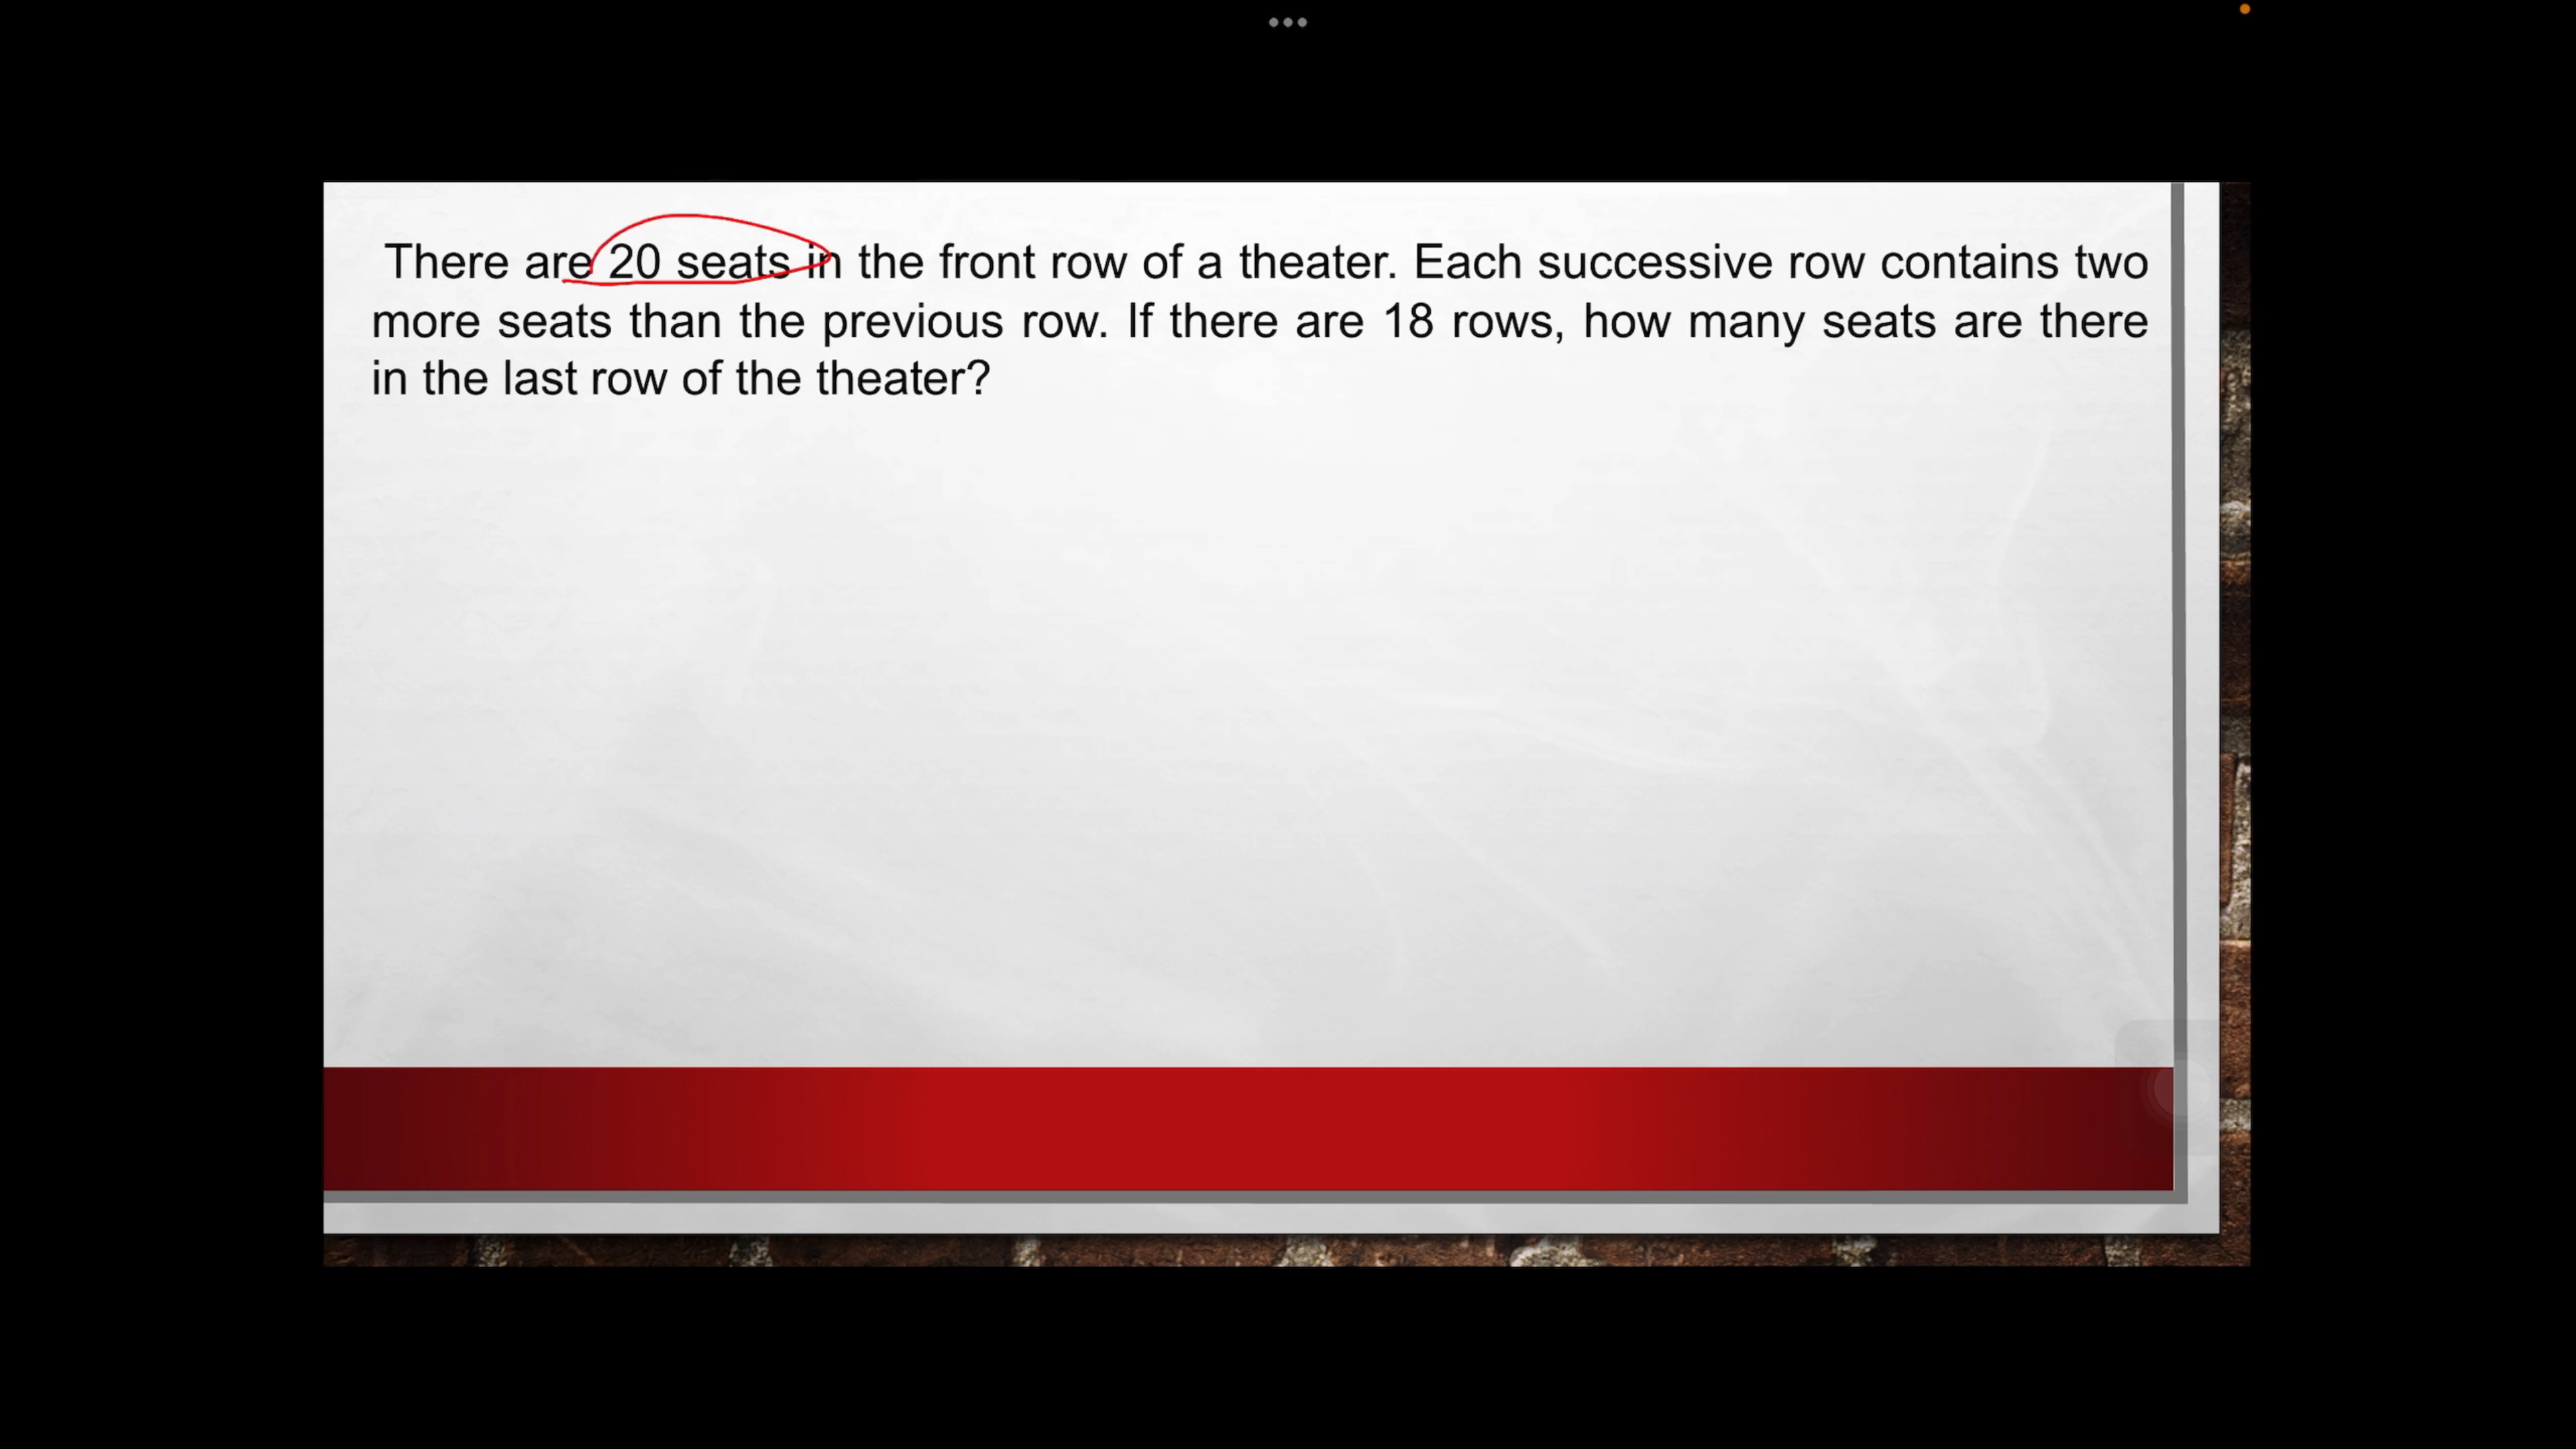 There are 20 seats in the front row of a theater. Each successive row contains two
more seats than the previous row. If there are 18 rows, how many seats are there
in the last row of the theater?